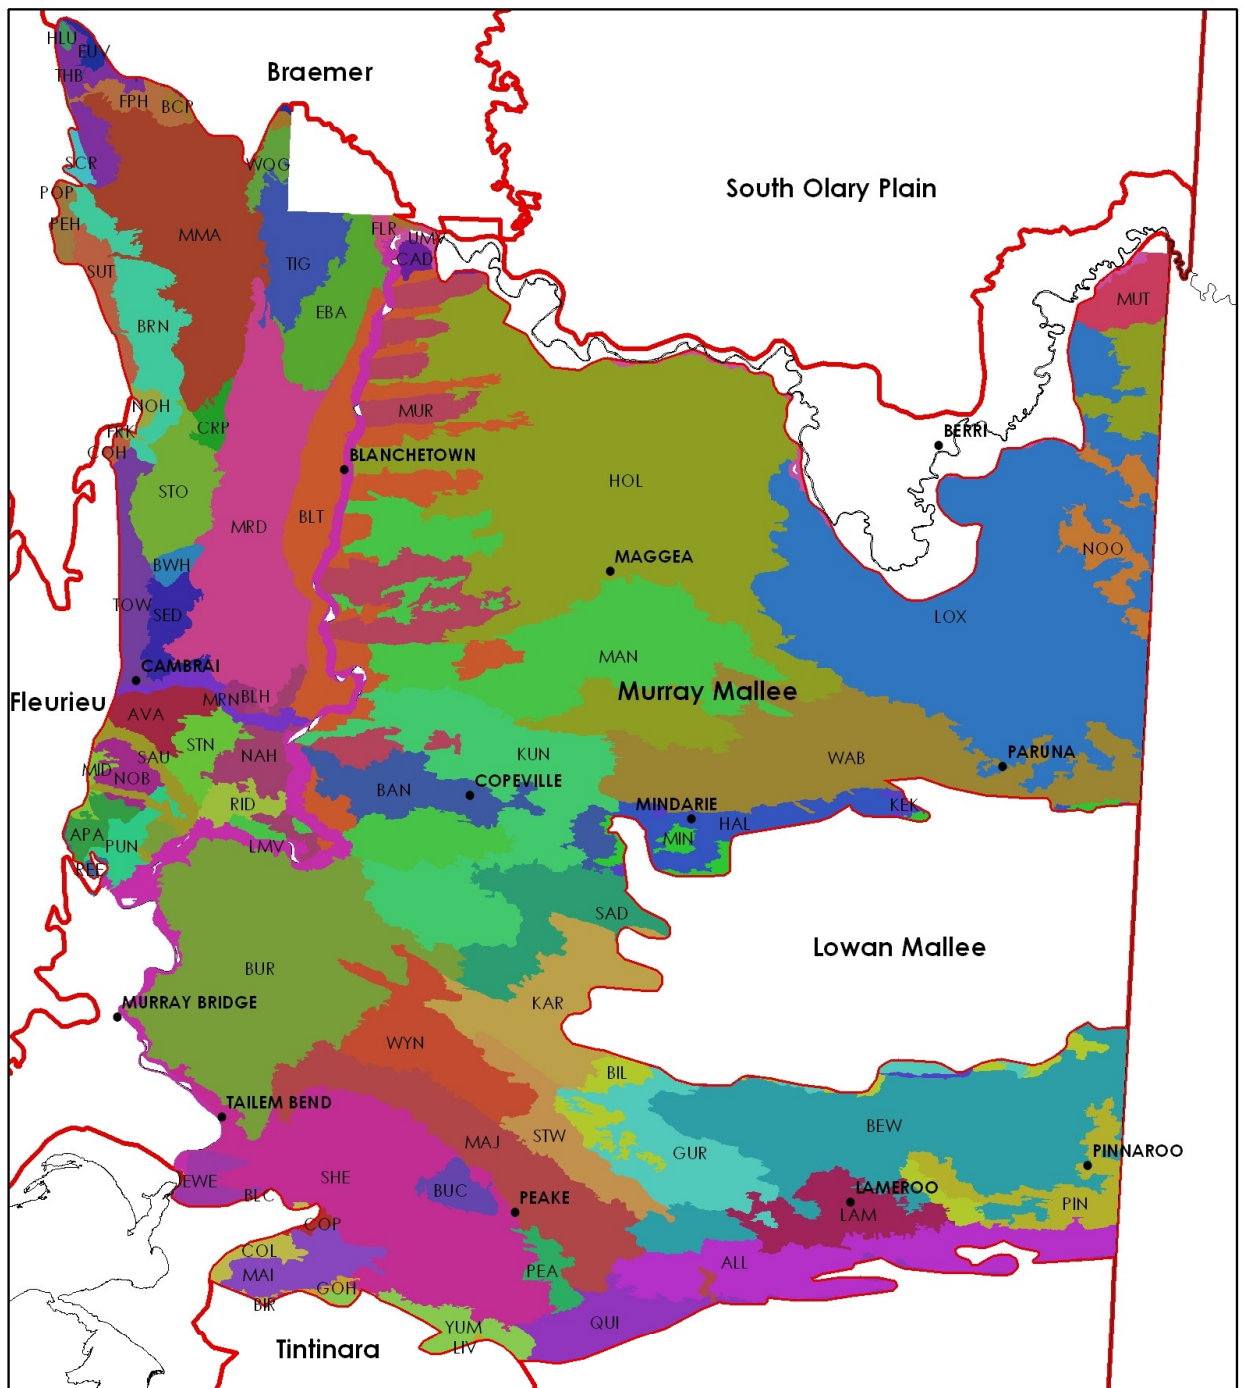 HLU
EUV
THB
Braemer
FPH
BCP
SCR
WOG
POP
South Olary Plain
PEH
MMA
FLR
UMV
SUT
TIG
CAD
MUT
EBA
BRN
NOH
MUR
CRP
FRK
BERRI
COH
BLANCHETOWN
HOL
STO
BLT
MRD
NOO
BWH
MAGGEA
TOW
SED
LOX
MAN
CAMBRAI
Murray Mallee
Fleurieu
MRN
BLH
AVA
STN
SAU
NAH
KUN
WAB
PARUNA
MID
NOB
BAN
COPEVILLE
RID
MINDARIE
KEK
HAL
APA
PUN
LMV
MIN
REE
SAD
Lowan Mallee
BUR
MURRAY BRIDGE
KAR
WYN
BIL
TAILEM BEND
BEW
MAJ
STW
GUR
PINNAROO
EWE
SHE
BUC
LAMEROO
BLC
PEAKE
LAM
PIN
COP
COL
MAI
PEA
ALL
GOH
BIR
QUI
YUM
Tintinara
LIV